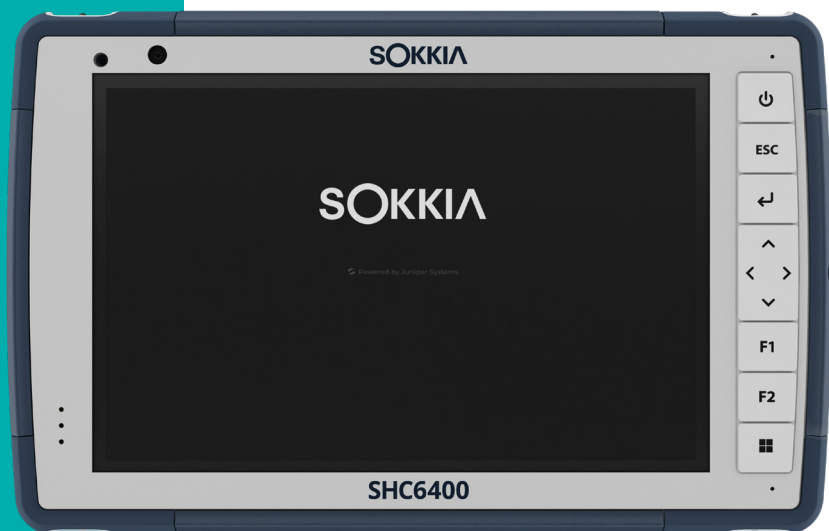 SOKKIA
ESC
SOKKIA
Powered by Juniper Systems
F1
F2
SHC6400